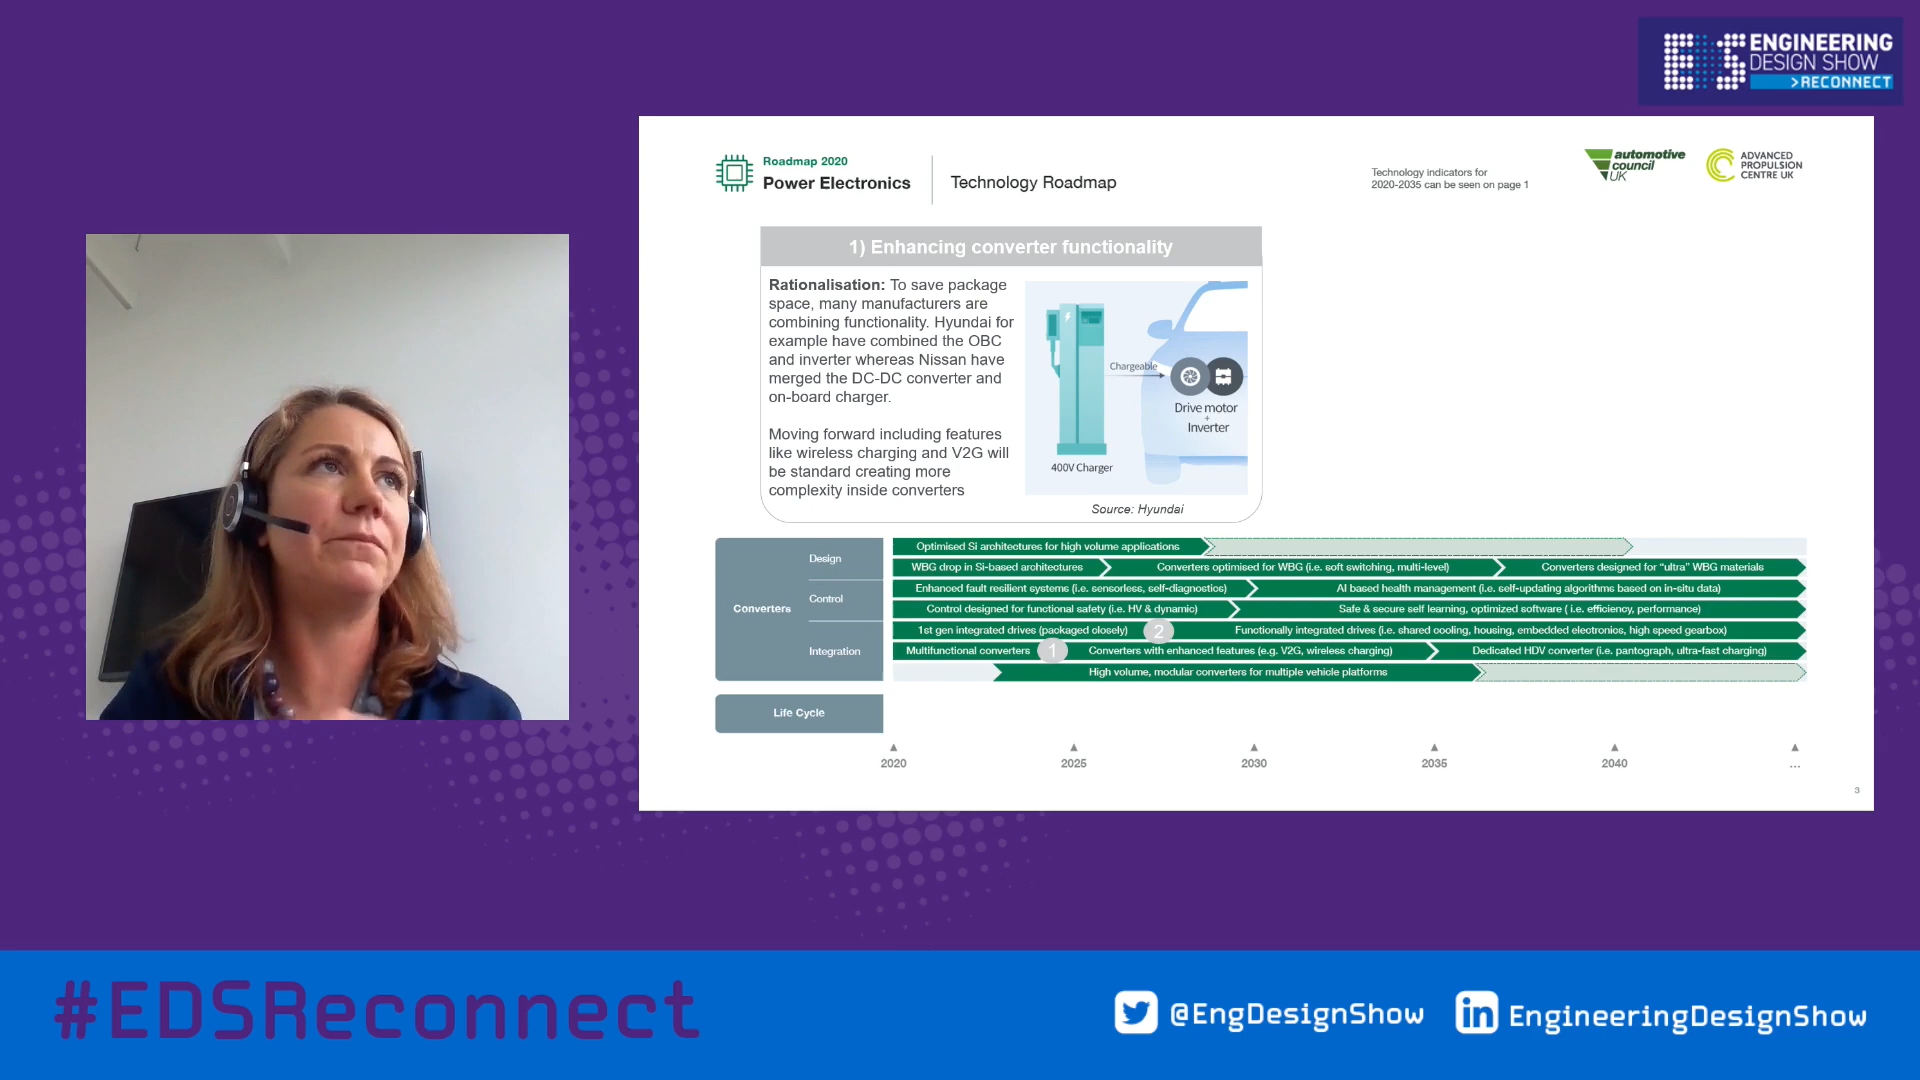 ENGINEERING
DESIGN SHOW
>RECONNECT
Roadmap 2020
Power Electronics
Technology Roadmap
Technology indicators for
2020-2035 can be seen on page 1
automotive
council
UK
ADVANCED
PROPULSION
CENTRE UK
1) Enhancing converter functionality
Rationalisation: To save package
space, many manufacturers are
combining functionality. Hyundai for
example have combined the OBC
and inverter whereas Nissan have
merged the DC-DC converter and
on-board charger.
Moving forward including features
like wireless charging and V2G will
be standard creating more
complexity inside converters
Chargeable
Drive motor
+
Inverter
400V Charger
Source: Hyundai
Converters
Design
Control
Integration
Optimised Si architectures for high volume applications
WBG drop in Si-based architectures
Converters optimised for WBG (i.e. soft switching, multi-level)
Converters designed for “ultra” WBG materials
Enhanced fault resilient systems (i.e. sensorless, self-diagnostics)
AI based health management (i.e. self-updating algorithms based on in-situ data)
Control designed for functional safety (i.e. HV & dynamic)
Safe & secure self learning, optimized software ( i.e. efficiency, performance)
1st gen integrated drives (packaged closely)
2
Functionally integrated drives (i.e. shared cooling, housing, embedded electronics, high speed gearbox)
Multifunctional converters
1
Converters with enhanced features (e.g. V2G, wireless charging)
Dedicated HDV converter (i.e. pantograph, ultra-fast charging)
High volume, modular converters for multiple vehicle platforms
Life Cycle
2020
2025
2030
2035
2040
...
3
#EDSReconnect
@EngDesignShow
in EngineeringDesignShow